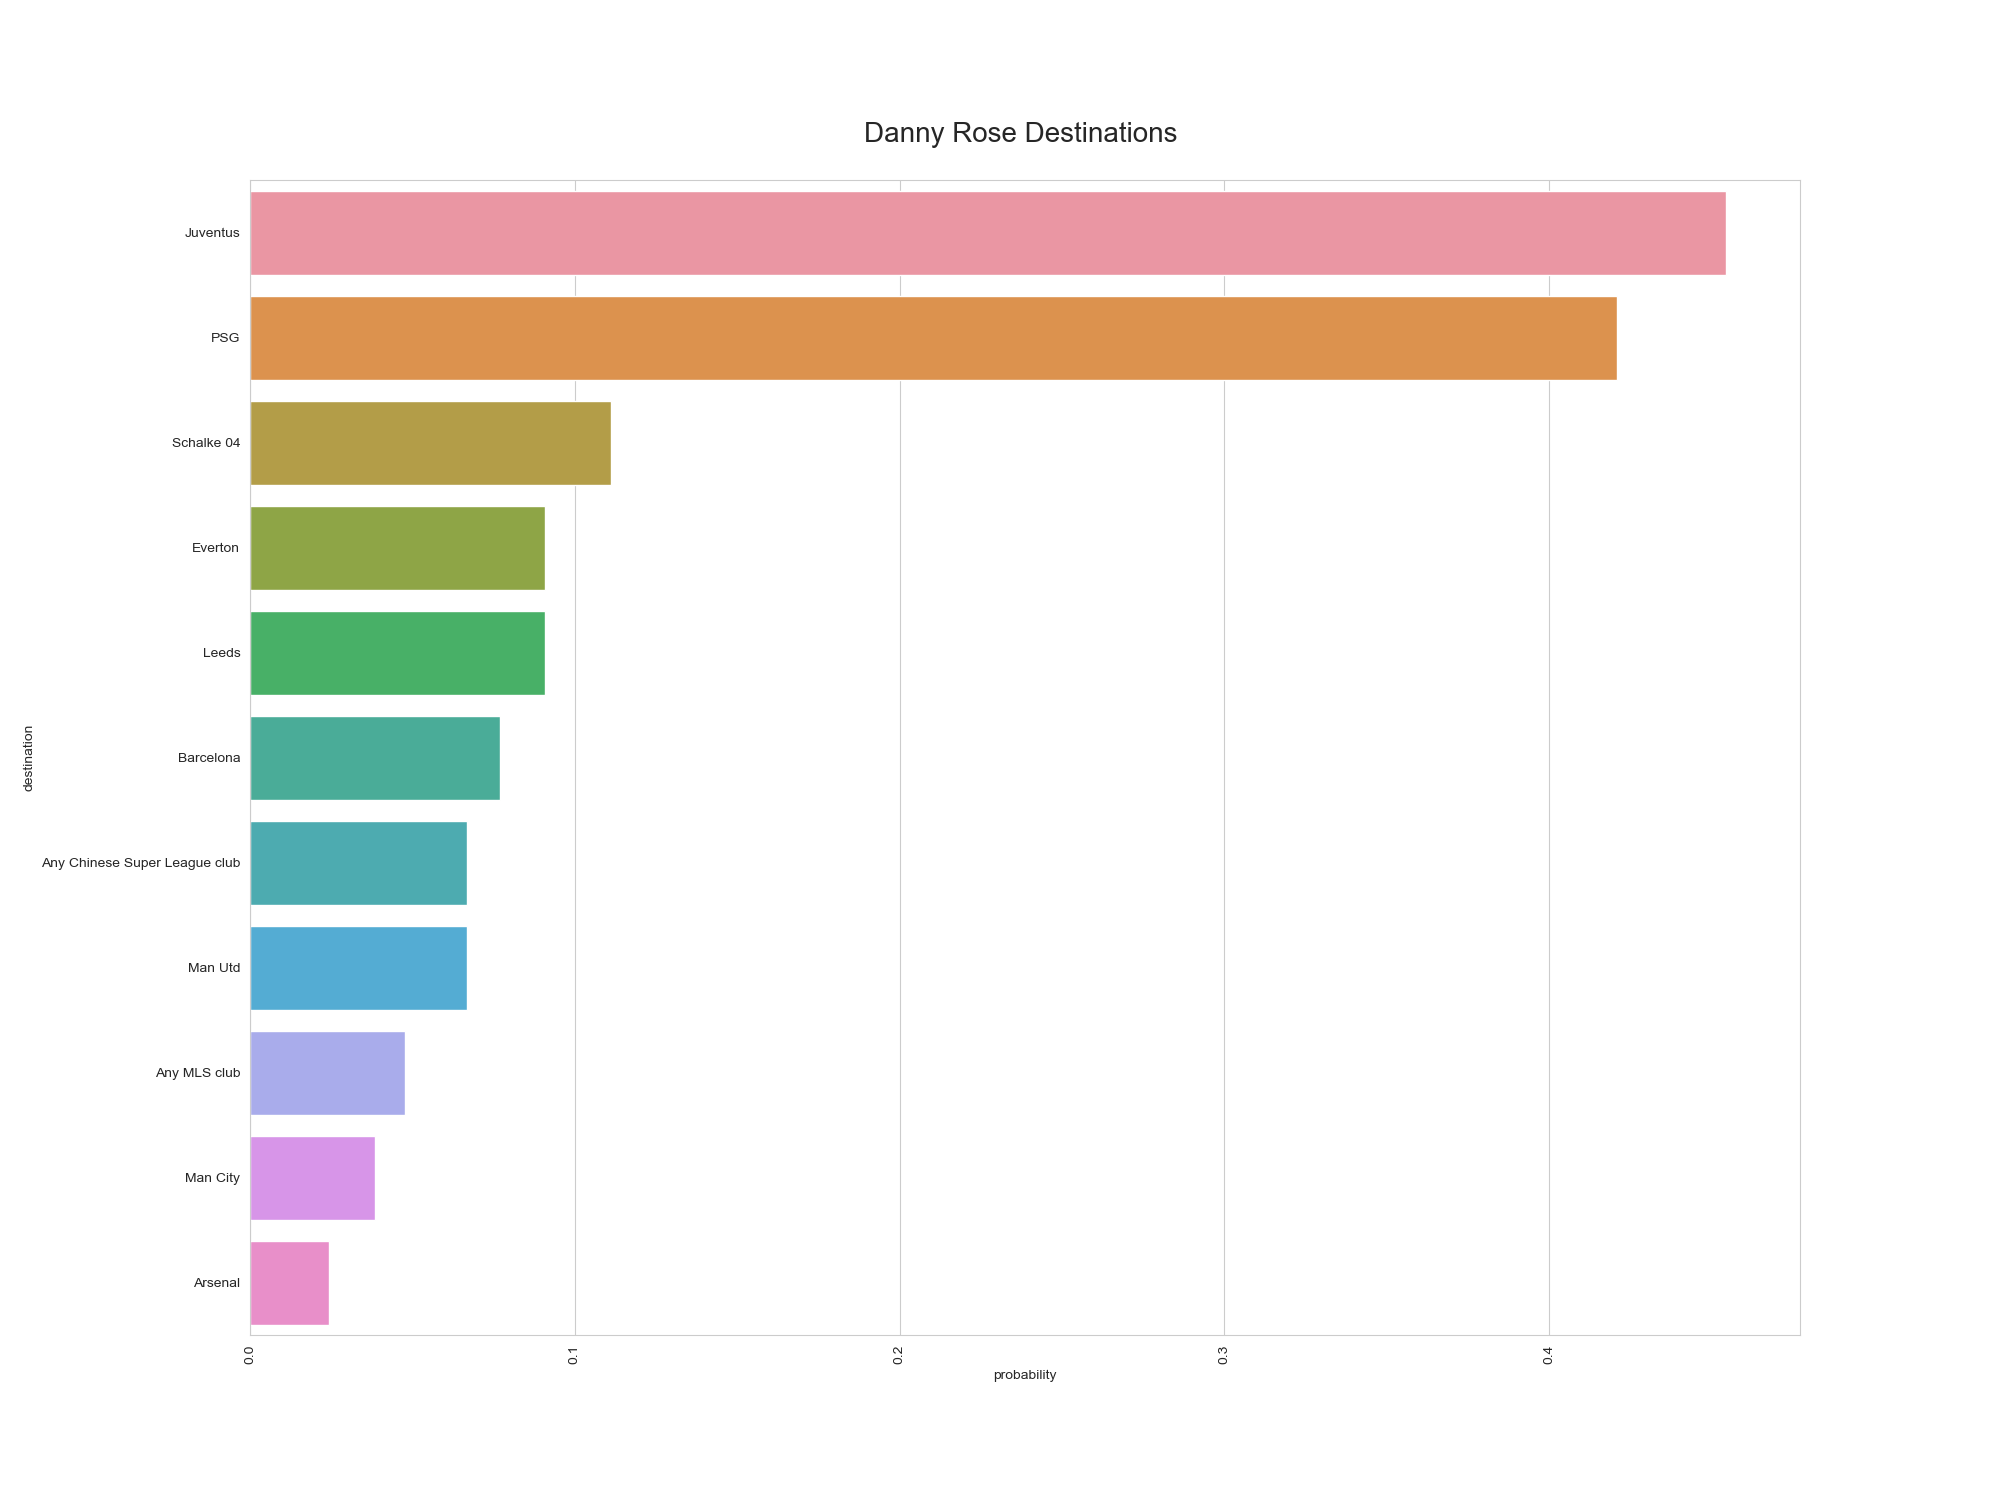 Danny Rose Destinations
Juventus
PSG
Schalke 04
Everton
Leeds
destination
Barcelona
Any Chinese Super League club
Man Utd
Any MLS club
Man City
Arsenal
0.0 0.1 0.2 0.3 0.4
probability